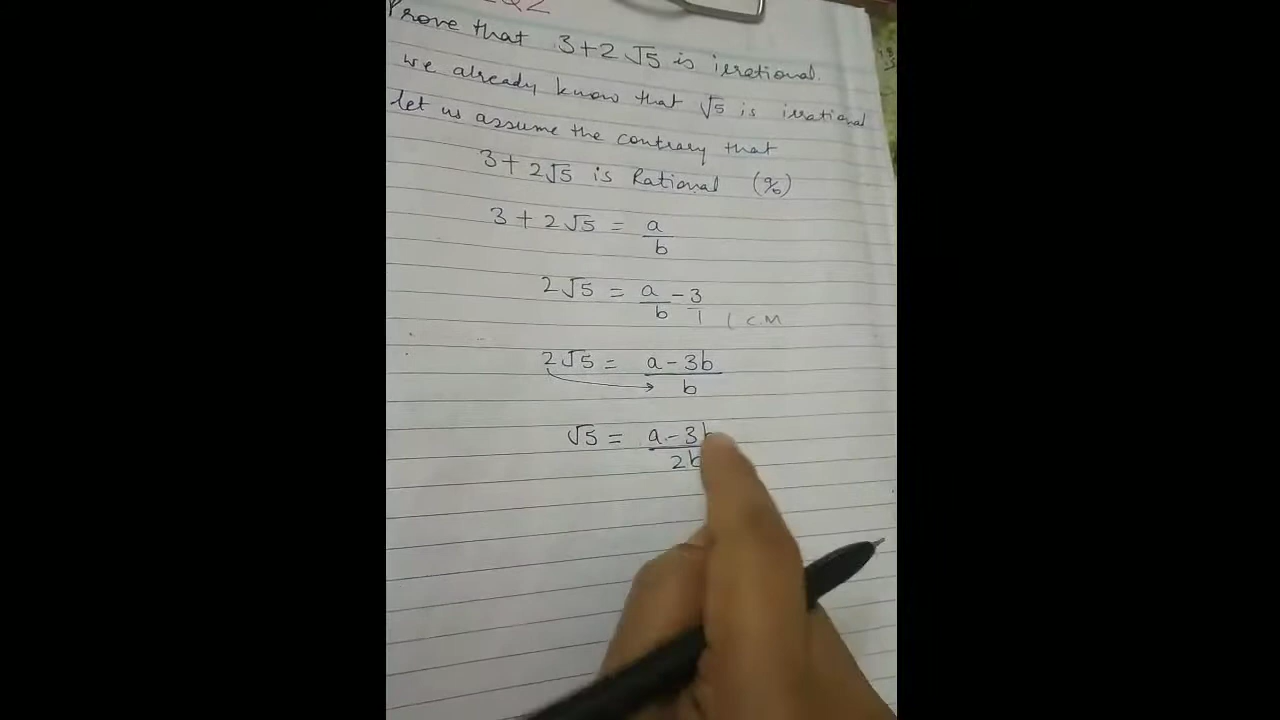 Prove that 3+2√5 is irrational.
we already know that √5 is irrational
let us assume the contrary that
3+2√5 is Rational (a/b)
3+2√5 = a/b
2√5 = a/b - 3/1 LCM
2√5 = a-3b/b
√5 = a-3b/2b